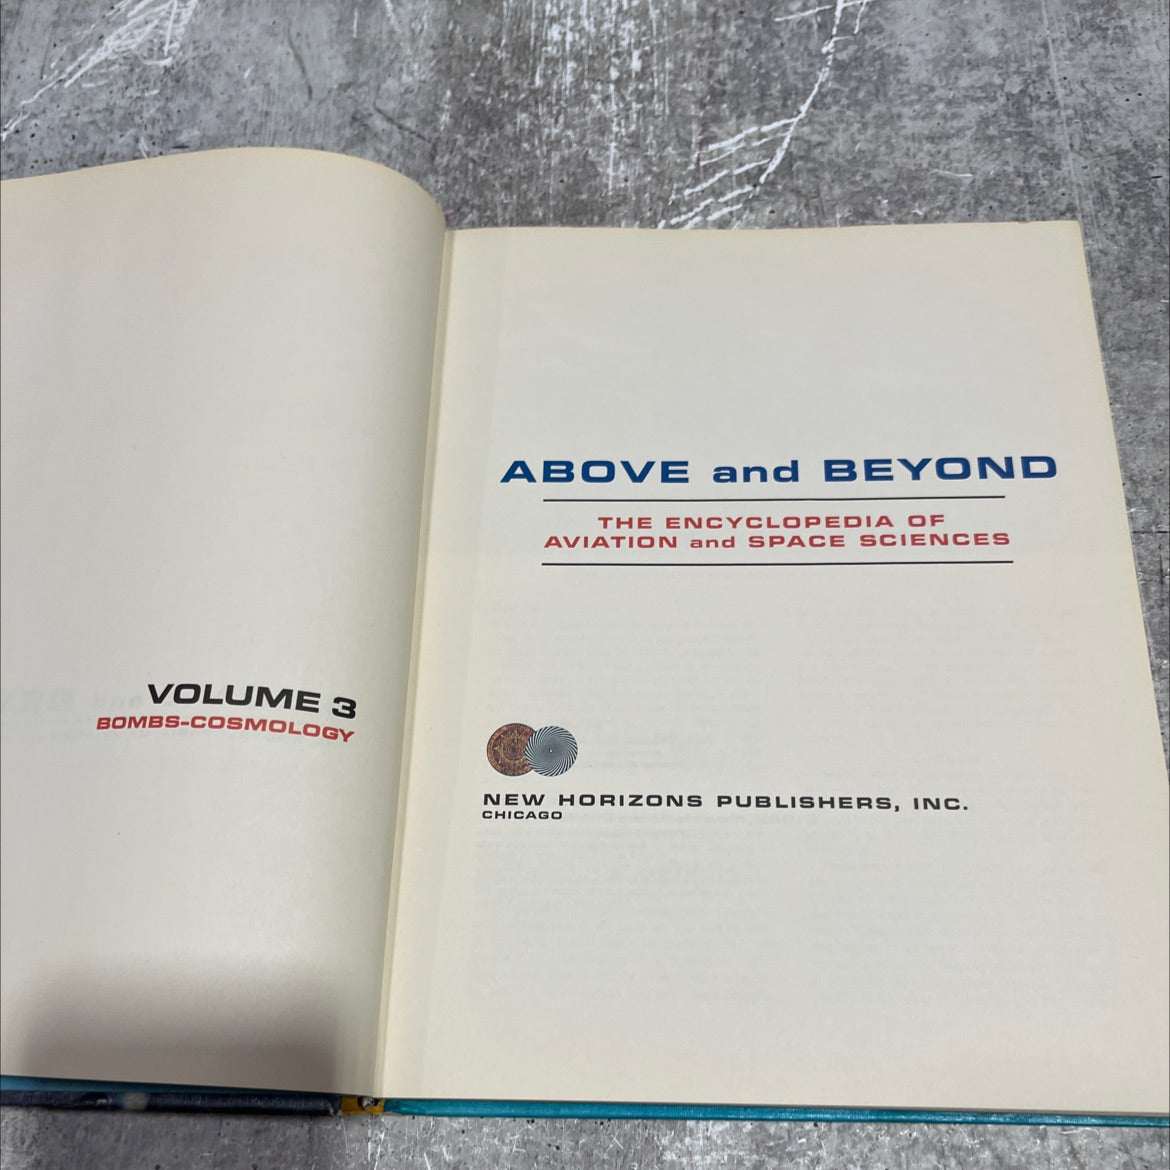 VOLUME 3
BOMBS-COSMOLOGY
ABOVE and BEYOND
THE ENCYCLOPEDIA OF
AVIATION and SPACE SCIENCES
NEW HORIZONS PUBLISHERS, INC.
CHICAGO